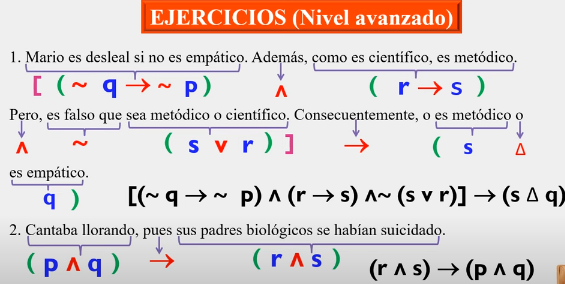 EJERCICIOS (Nivel avanzado)
1. Mario es desleal si no es empático. Además, como es científico, es metódico.
[ ( ~ q → ~ p ) ∧ ( r → s )
Pero, es falso que sea metódico o científico. Consecuentemente, o es metódico o
∧ ~ ( s v r ) ] → ( s Δ
es empático.
q ) [(~ q → ~ p) ∧ (r → s) ∧~ (s v r)] → (s Δ q)
2. Cantaba llorando, pues sus padres biológicos se habían suicidado.
( p ∧ q ) → ( r ∧ s ) (r ∧ s) → (p ∧ q)